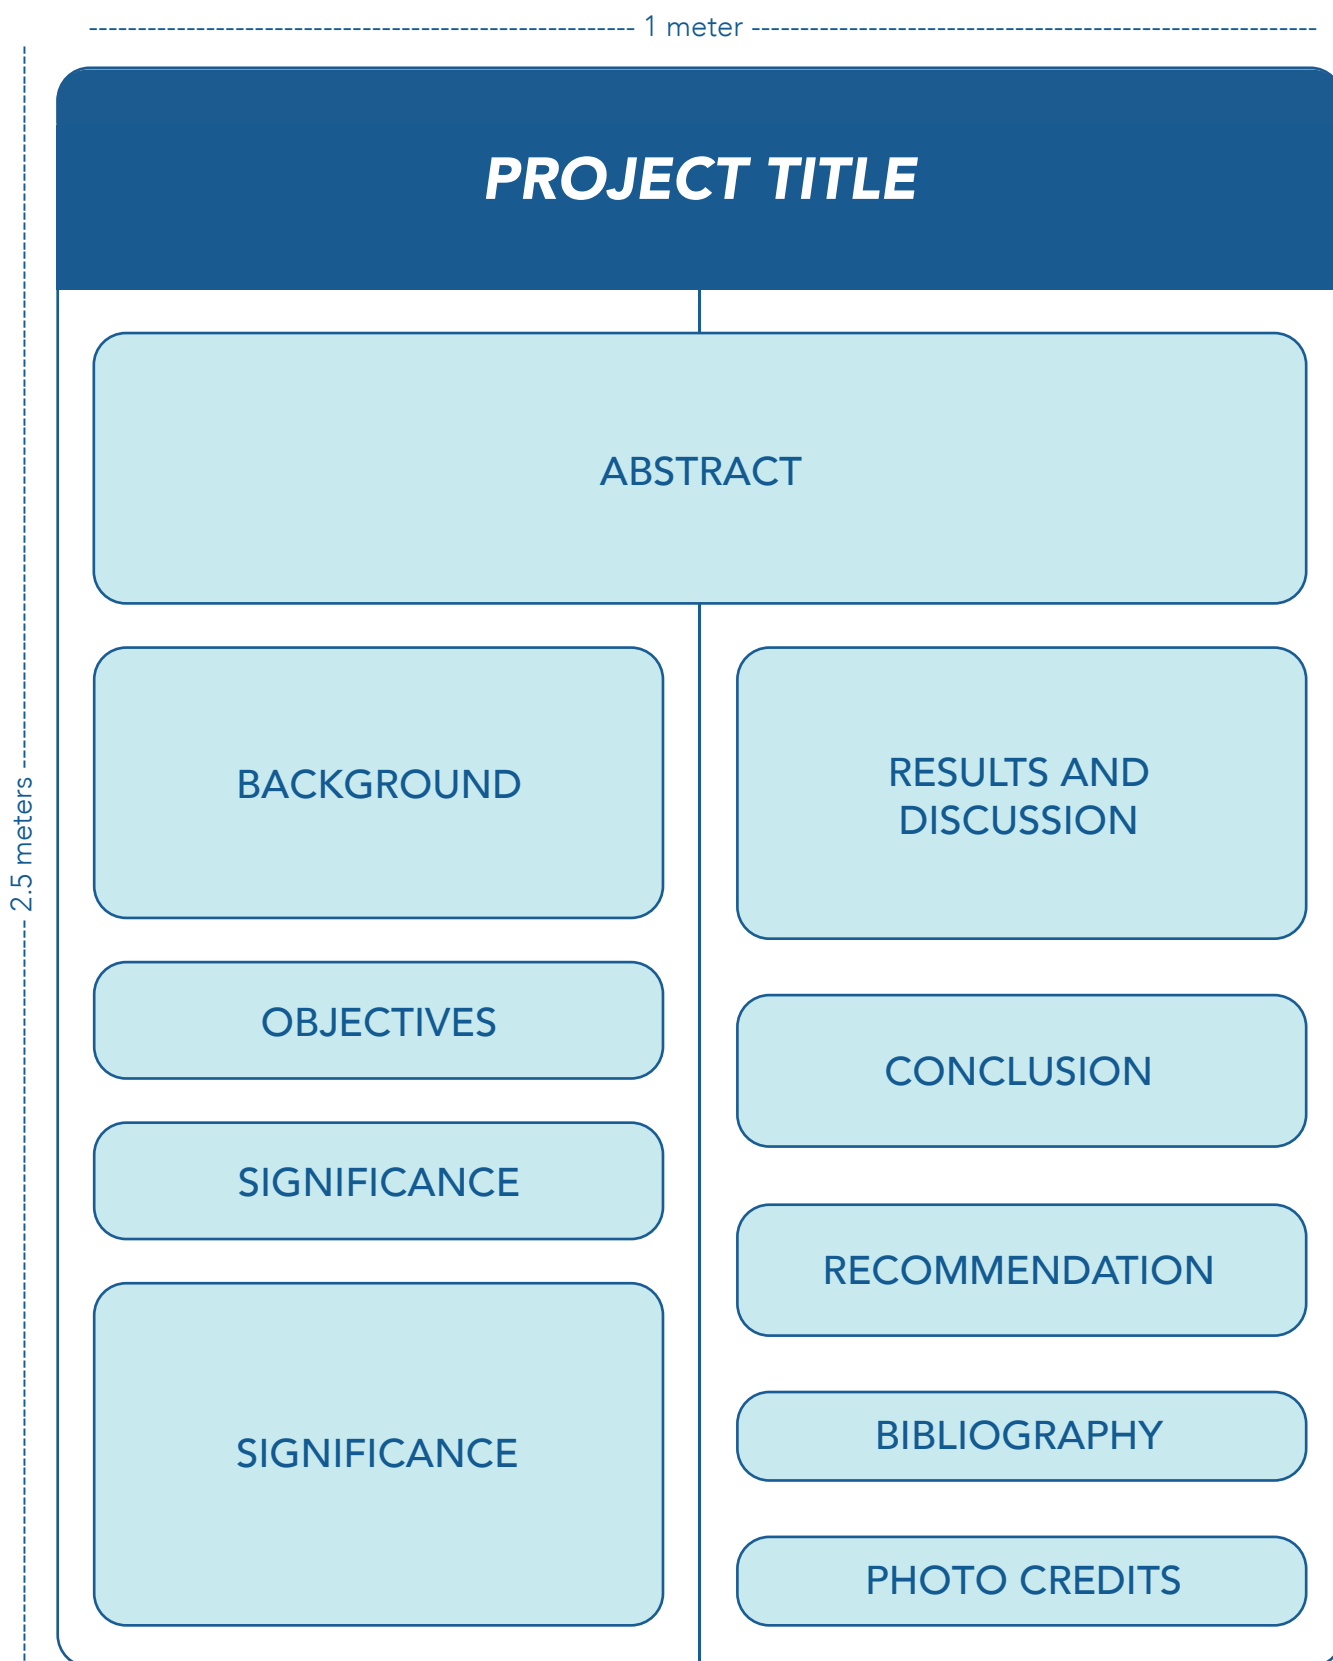 1 meter
2.5 meters
PROJECT TITLE
ABSTRACT
BACKGROUND
OBJECTIVES
SIGNIFICANCE
SIGNIFICANCE
RESULTS AND
DISCUSSION
CONCLUSION
RECOMMENDATION
BIBLIOGRAPHY
PHOTO CREDITS